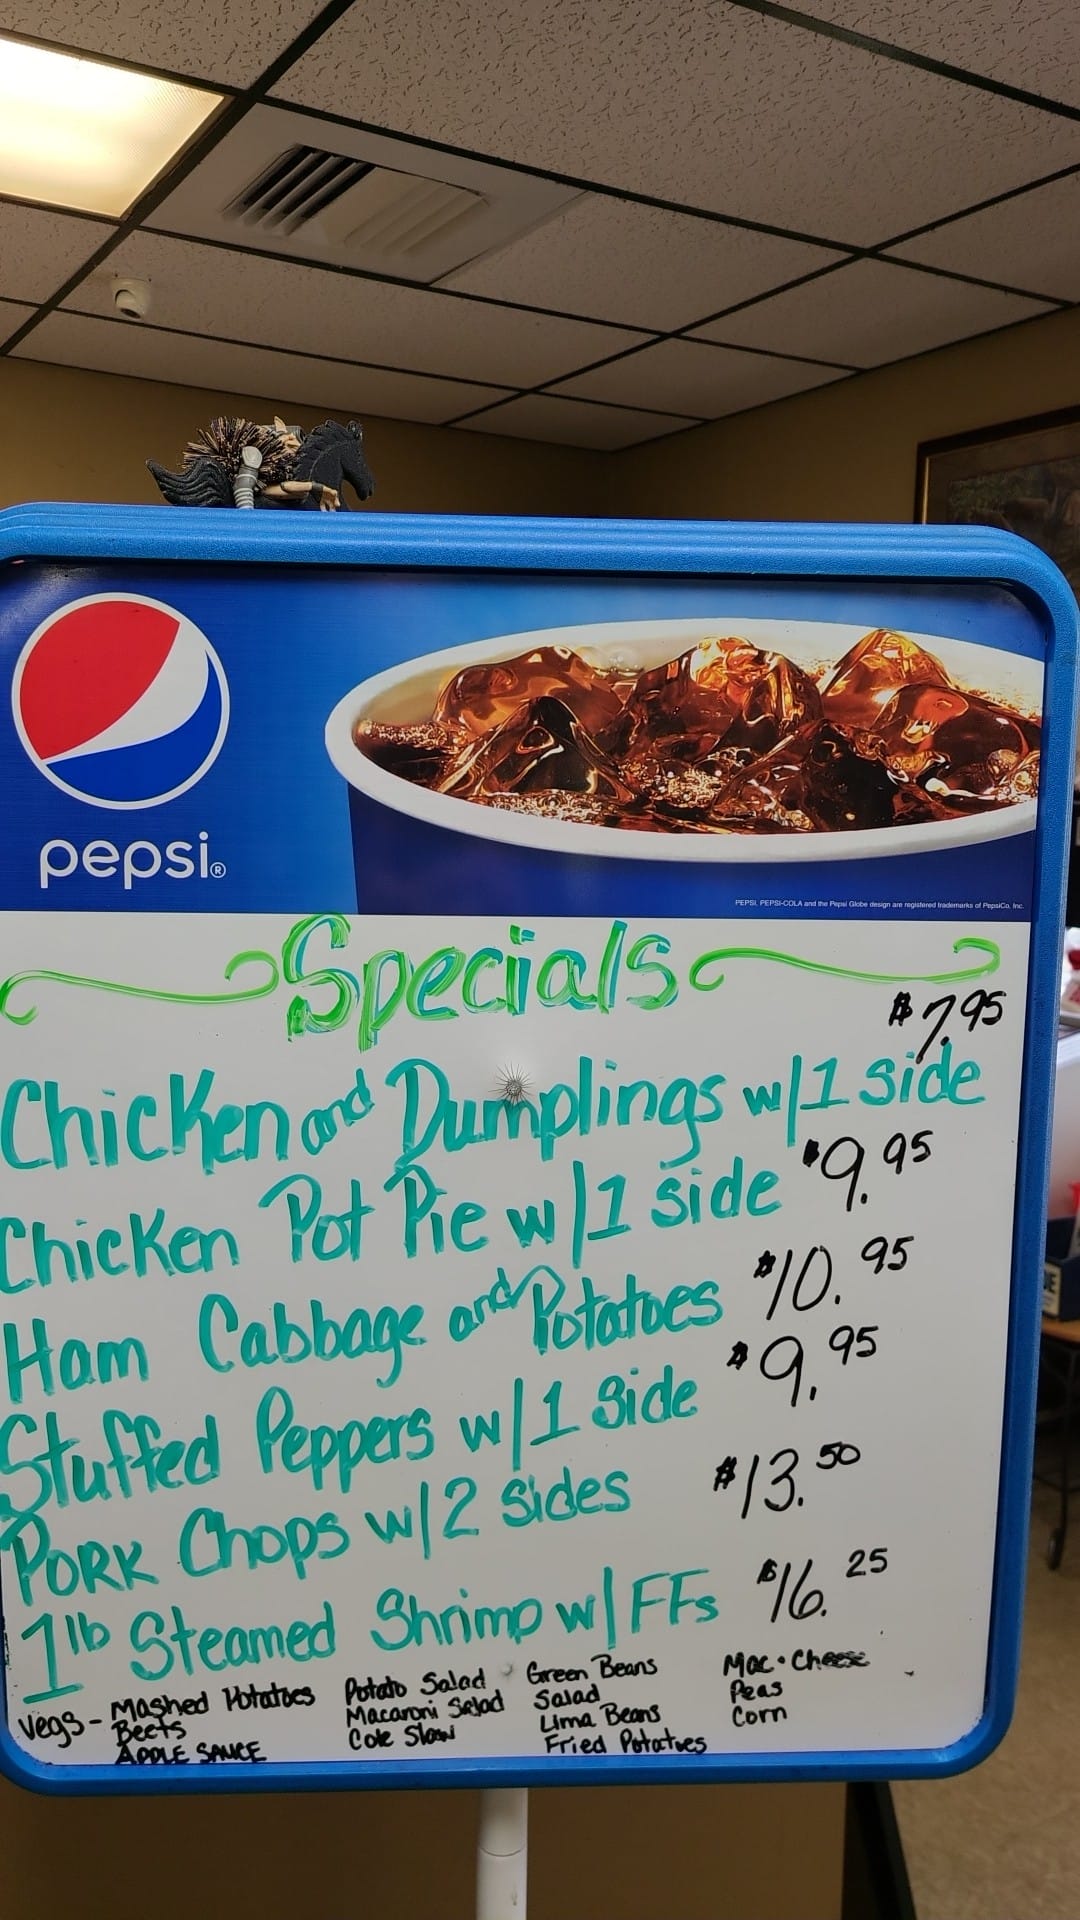 pepsi®
PEPSI, PEPSI-COLA and the Pepsi Globe design are registered trademarks of PepsiCo, Inc.
Specials
$7.95
Chicken and Dumplings w/1 side
Chicken Pot Pie w/1 side $9.95
Ham Cabbage and Potatoes $10.95
Stuffed Peppers w/1 side $9.95
PORK Chops w/2 sides $13.50
1lb Steamed Shrimp w/FFs $16.25
Vegs - Mashed Potatoes
Beets
APPLE SAUCE
Potato Salad
Macaroni Salad
Cole Slaw
Green Beans
Salad
Lima Beans
Fried Potatoes
Mac • Cheese
Peas
Corn